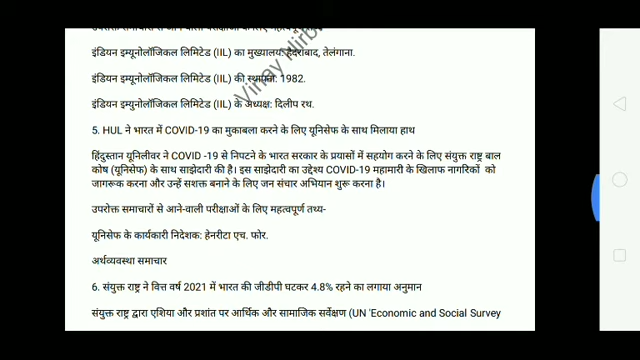 इंडियन इम्यूनोलॉजिकल लिमिटेड (IIL) का मुख्यालय: हैदराबाद, तेलंगाना.
इंडियन इम्यूनोलॉजिकल लिमिटेड (IIL) की स्थापना: 1982.
इंडियन इम्युनोलॉजिकल लिमिटेड (IIL) के अध्यक्ष: दिलीप रथ.
5. HUL ने भारत में COVID-19 का मुकाबला करने के लिए यूनिसेफ के साथ मिलाया हाथ
हिंदुस्तान यूनिलीवर ने COVID -19 से निपटने के भारत सरकार के प्रयासों में सहयोग करने के लिए संयुक्त राष्ट्र बाल
कोष (यूनिसेफ) के साथ साझेदारी की है। इस साझेदारी का उद्देश्य COVID-19 महामारी के खिलाफ नागरिकों को
जागरूक करना और उन्हें सशक्त बनाने के लिए जन संचार अभियान शुरू करना है।
उपरोक्त समाचारों से आने-वाली परीक्षाओं के लिए महत्वपूर्ण तथ्य-
यूनिसेफ के कार्यकारी निदेशक: हेनरीटा एच. फोर.
अर्थव्यवस्था समाचार
6. संयुक्त राष्ट्र ने वित्त वर्ष 2021 में भारत की जीडीपी घटकर 4.8% रहने का लगाया अनुमान
संयुक्त राष्ट्र द्वारा एशिया और प्रशांत पर आर्थिक और सामाजिक सर्वेक्षण (UN 'Economic and Social Survey